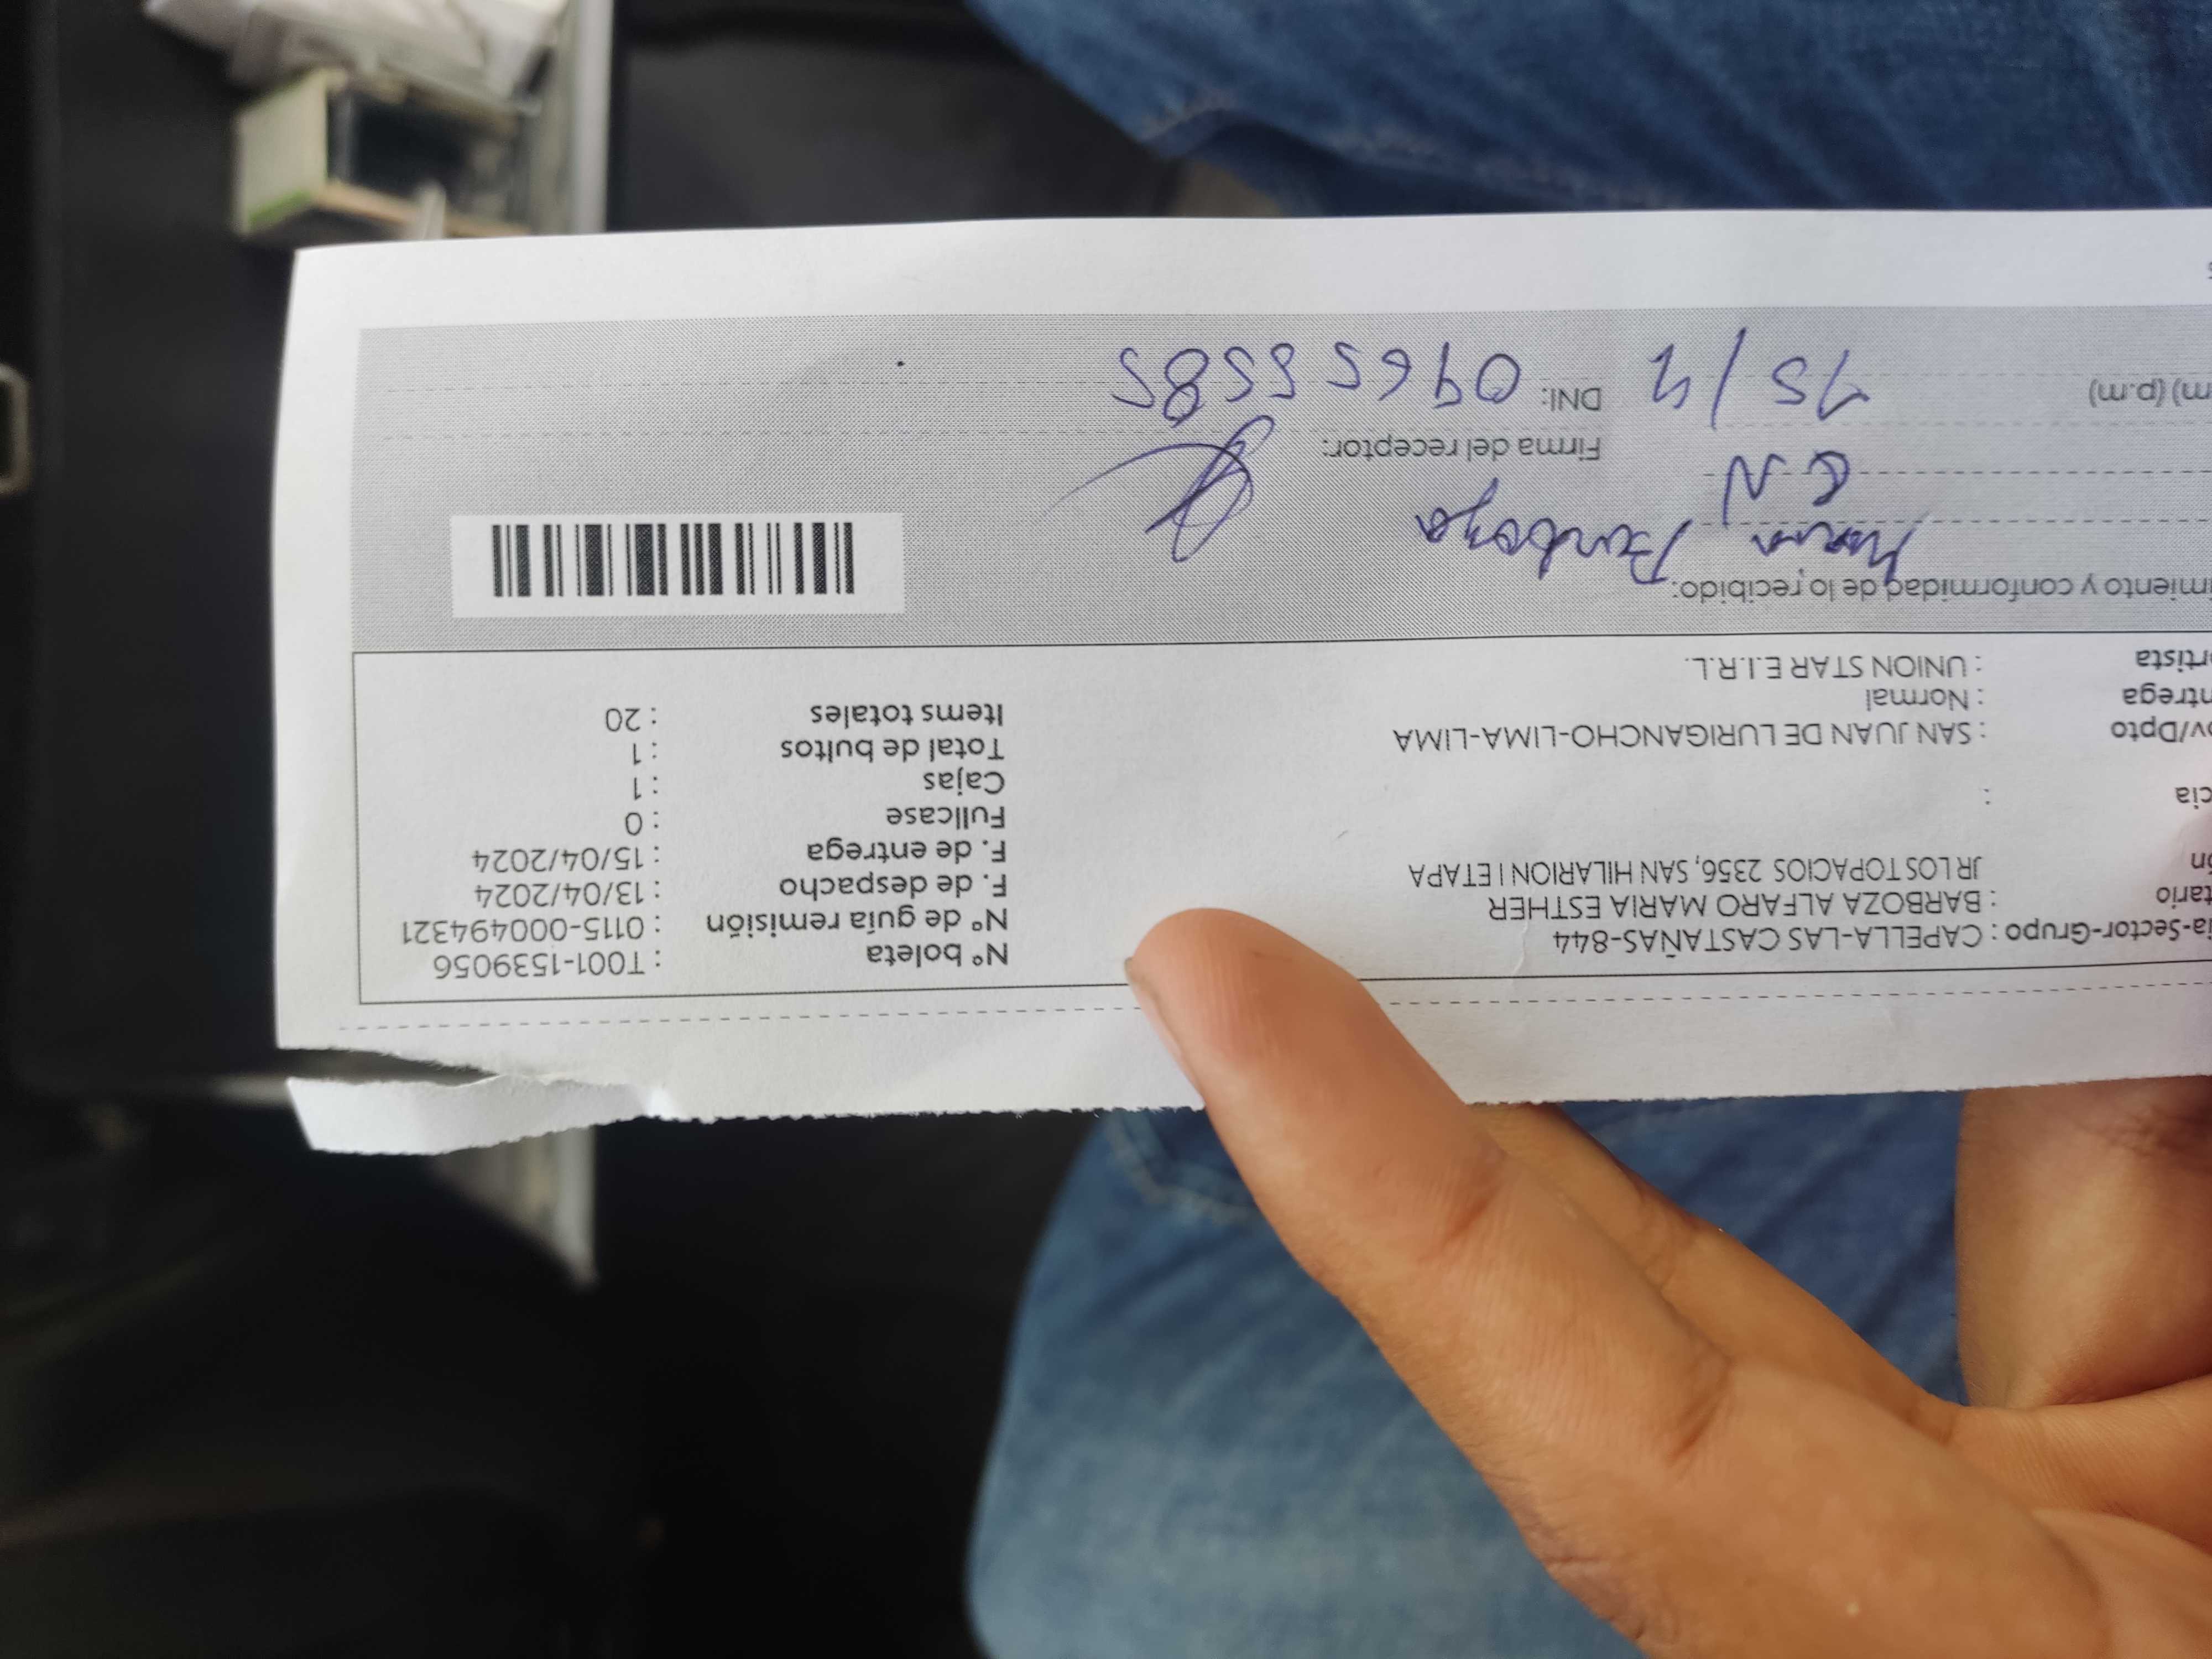 ia-Sector-Grupo : CAPELLA-LAS CASTAÑAS-844
tario : BARBOZA ALFARO MARIA ESTHER
ón JR LOS TOPACIOS 2356, SAN HILARION I ETAPA
cia :
ov/Dpto : SAN JUAN DE LURIGANCHO-LIMA-LIMA
ntrega : Normal
rtista : UNION STAR E.I.R.L.
N° boleta : T001-1539056
N° de guía remisión : 0115-000494321
F. de despacho : 13/04/2024
F. de entrega : 15/04/2024
Fullcase : 0
Cajas : 1
Total de bultos : 1
Items totales : 20
imiento y conformidad de lo recibido:
Maria Barboza
Firma del receptor:
m) (p.m) 15/4
DNI: 09655585